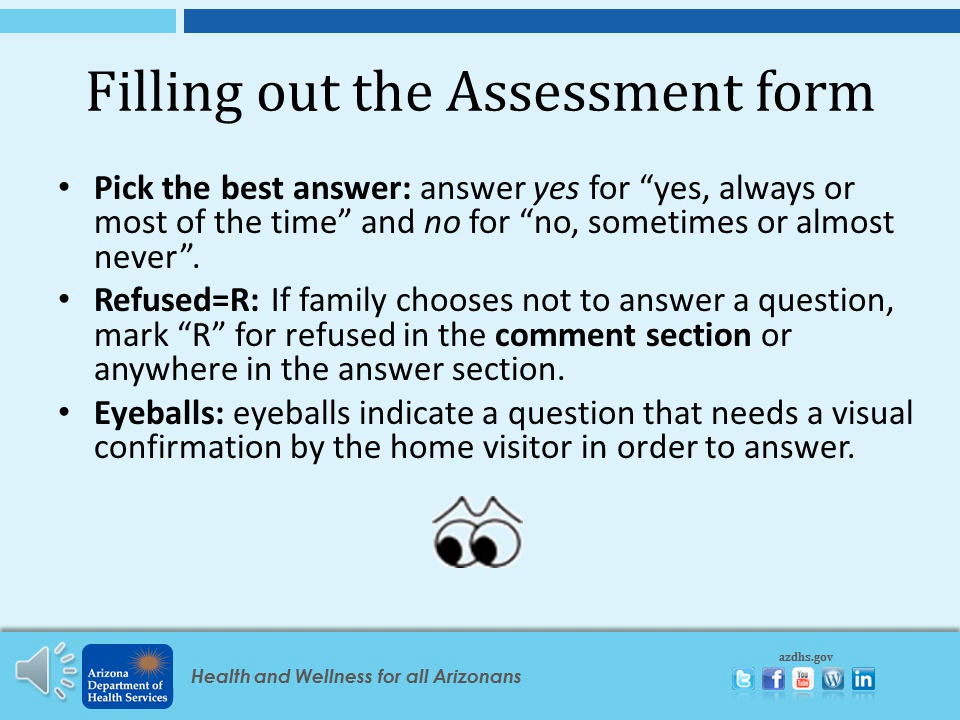 Filling out the Assessment form
• Pick the best answer: answer yes for “yes, always or
most of the time” and no for “no, sometimes or almost
never”.
• Refused=R: If family chooses not to answer a question,
mark “R” for refused in the comment section or
anywhere in the answer section.
• Eyeballs: eyeballs indicate a question that needs a visual
confirmation by the home visitor in order to answer.
Arizona
Department of
Health Services
Health and Wellness for all Arizonans
azdhs.gov
t f You Tube W in